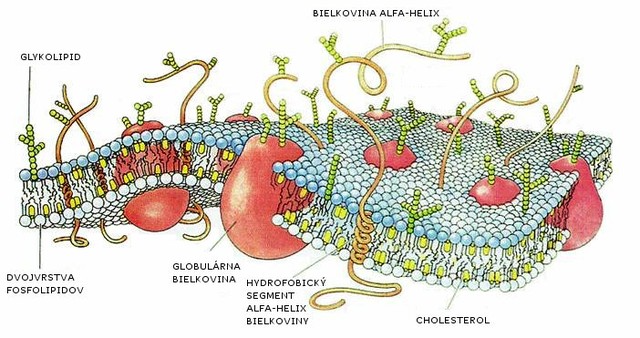 BIELKOVINA ALFA-HELIX
GLYKOLIPID
DVOJVRSTVA
FOSFOLIPIDOV
GLOBULÁRNA
BIELKOVINA
HYDROFOBICKÝ
SEGMENT
ALFA-HELIX
BIELKOVINY
CHOLESTEROL